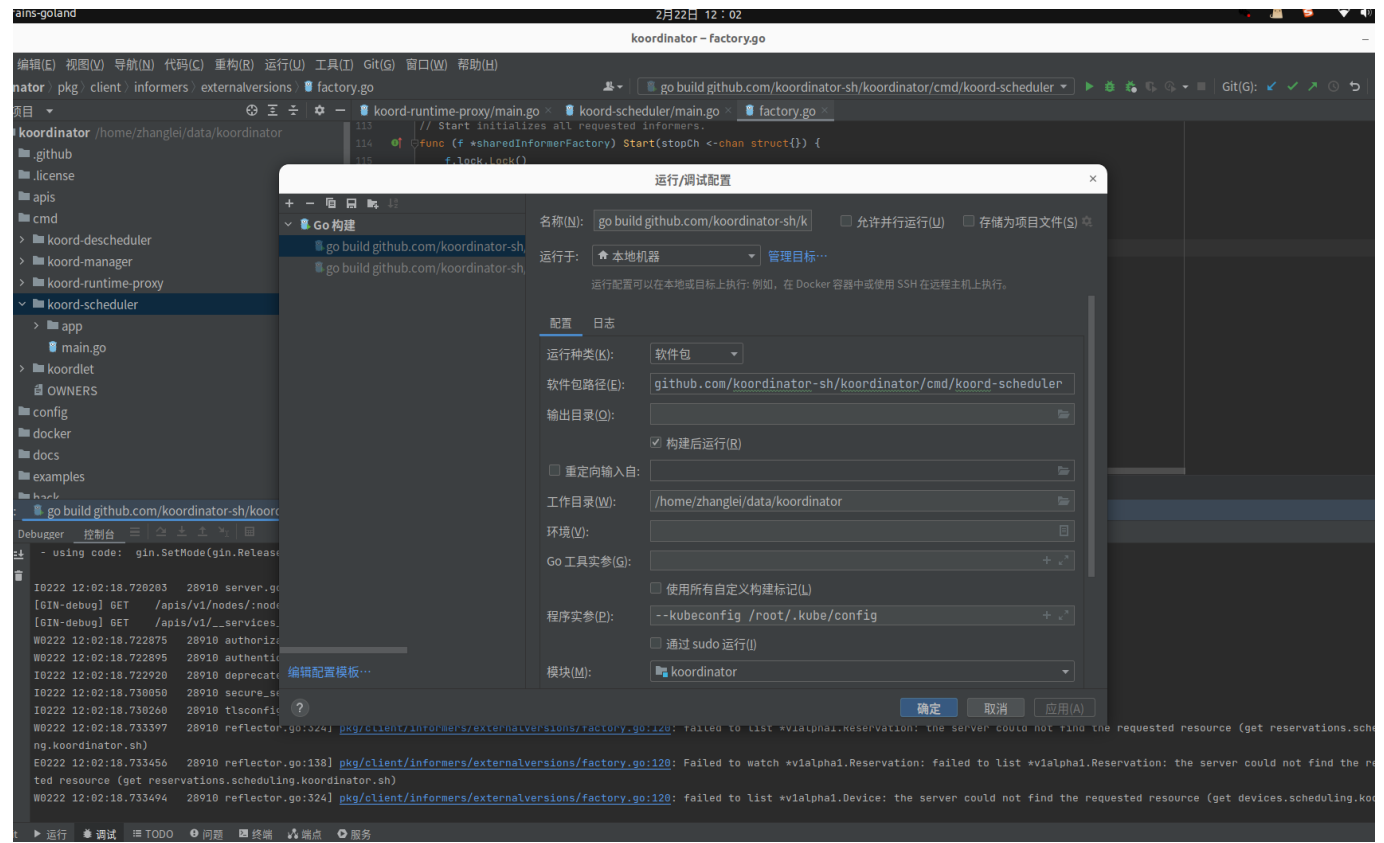 ains-goland
2月22日 12：02
koordinator – factory.go
编辑(E) 视图(V) 导航(N) 代码(C) 重构(R) 运行(U) 工具(T) Git(G) 窗口(W) 帮助(H)
nator 〉 pkg 〉 client 〉 informers 〉 externalversions 〉 factory.go
go build github.com/koordinator-sh/koordinator/cmd/koord-scheduler
Git(G):
项目
koord-runtime-proxy/main.go
koord-scheduler/main.go
factory.go
koordinator /home/zhanglei/data/koordinator
.github
.license
apis
cmd
koord-descheduler
koord-manager
koord-runtime-proxy
koord-scheduler
app
main.go
koordlet
OWNERS
config
docker
docs
examples
hack
113 // Start initializes all requested informers.
114 func (f *sharedInformerFactory) Start(stopCh <-chan struct{}) {
115 f.lock.Lock()
运行/调试配置
Go 构建
go build github.com/koordinator-sh,
go build github.com/koordinator-sh,
编辑配置模板…
名称(N): go build github.com/koordinator-sh/k
允许并行运行(U)
存储为项目文件(S)
运行于: 本地机器
管理目标…
运行配置可以在本地或目标上执行: 例如，在 Docker 容器中或使用 SSH 在远程主机上执行。
配置 日志
运行种类(K): 软件包
软件包路径(E): github.com/koordinator-sh/koordinator/cmd/koord-scheduler
输出目录(O):
构建后运行(R)
重定向输入自:
工作目录(W): /home/zhanglei/data/koordinator
环境(V):
Go 工具实参(G):
使用所有自定义构建标记(L)
程序实参(P): --kubeconfig /root/.kube/config
通过 sudo 运行(I)
模块(M): koordinator
确定 取消 应用(A)
go build github.com/koordinator-sh/koord
Debugger 控制台
- using code: gin.SetMode(gin.Release
I0222 12:02:18.720203 28910 server.go
[GIN-debug] GET /apis/v1/nodes/:node
[GIN-debug] GET /apis/v1/__services_
W0222 12:02:18.722875 28910 authoriza
W0222 12:02:18.722895 28910 authentic
I0222 12:02:18.722920 28910 deprecate
I0222 12:02:18.730050 28910 secure_se
I0222 12:02:18.730260 28910 tlsconfig
W0222 12:02:18.733397 28910 reflector.go:324] pkg/client/informers/externalversions/factory.go:120: failed to list *v1alpha1.Reservation: the server could not find the requested resource (get reservations.sche
ng.koordinator.sh)
E0222 12:02:18.733456 28910 reflector.go:138] pkg/client/informers/externalversions/factory.go:120: Failed to watch *v1alpha1.Reservation: failed to list *v1alpha1.Reservation: the server could not find the re
ted resource (get reservations.scheduling.koordinator.sh)
W0222 12:02:18.733494 28910 reflector.go:324] pkg/client/informers/externalversions/factory.go:120: failed to list *v1alpha1.Device: the server could not find the requested resource (get devices.scheduling.koo
运行 调试 TODO 问题 终端 端点 服务